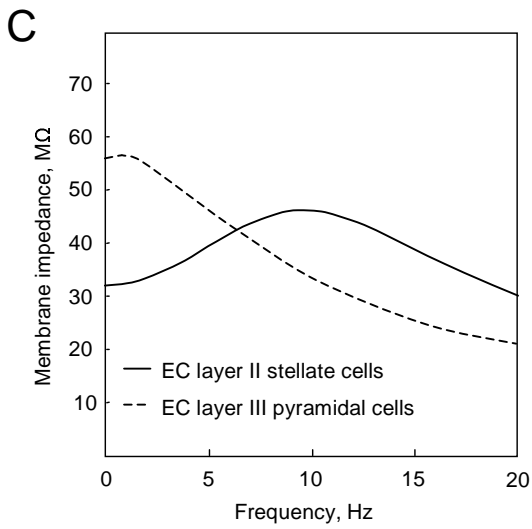 C
70
60
50
40
30
20
10
Membrane impedance, MΩ
EC layer II stellate cells
EC layer III pyramidal cells
0 5 10 15 20
Frequency, Hz